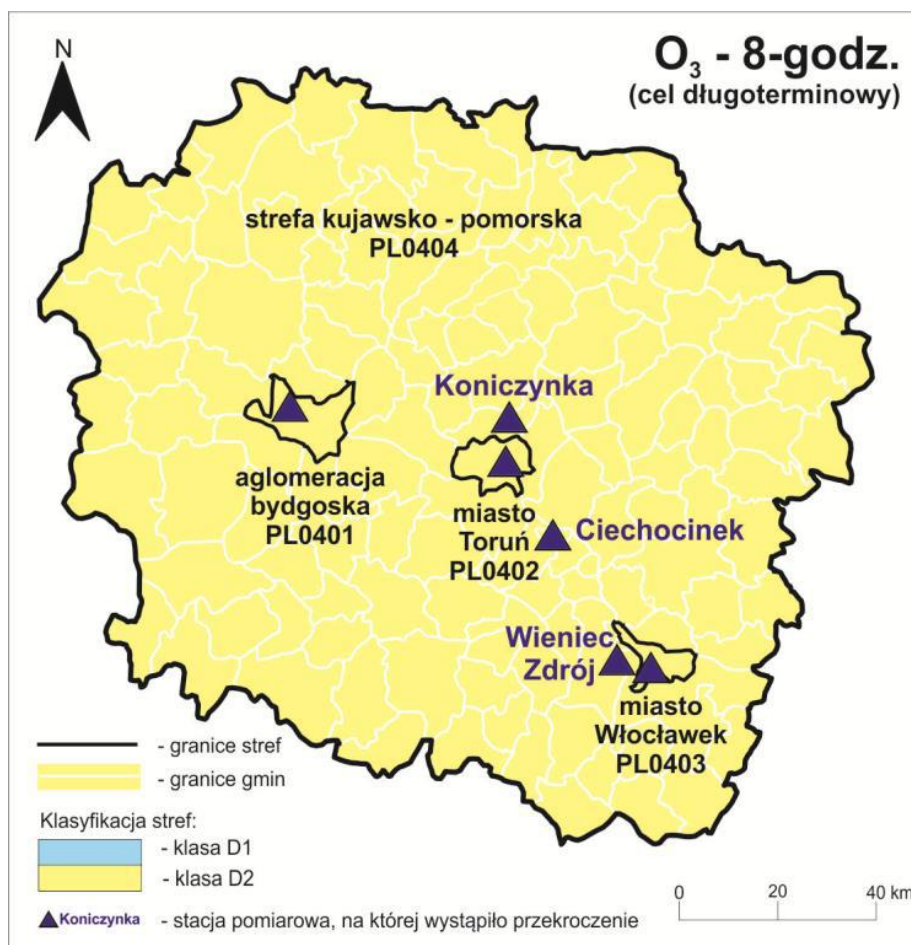 N
O₃ - 8-godz.
(cel długoterminowy)
strefa kujawsko - pomorska
PL0404
Koniczynka
aglomeracja
bydgoska
PL0401
miasto
Toruń
PL0402
Ciechocinek
Wieniec
Zdrój
miasto
Włocławek
PL0403
- granice stref
- granice gmin
Klasyfikacja stref:
- klasa D1
- klasa D2
Koniczynka - stacja pomiarowa, na której wystąpiło przekroczenie
0 20 40 km